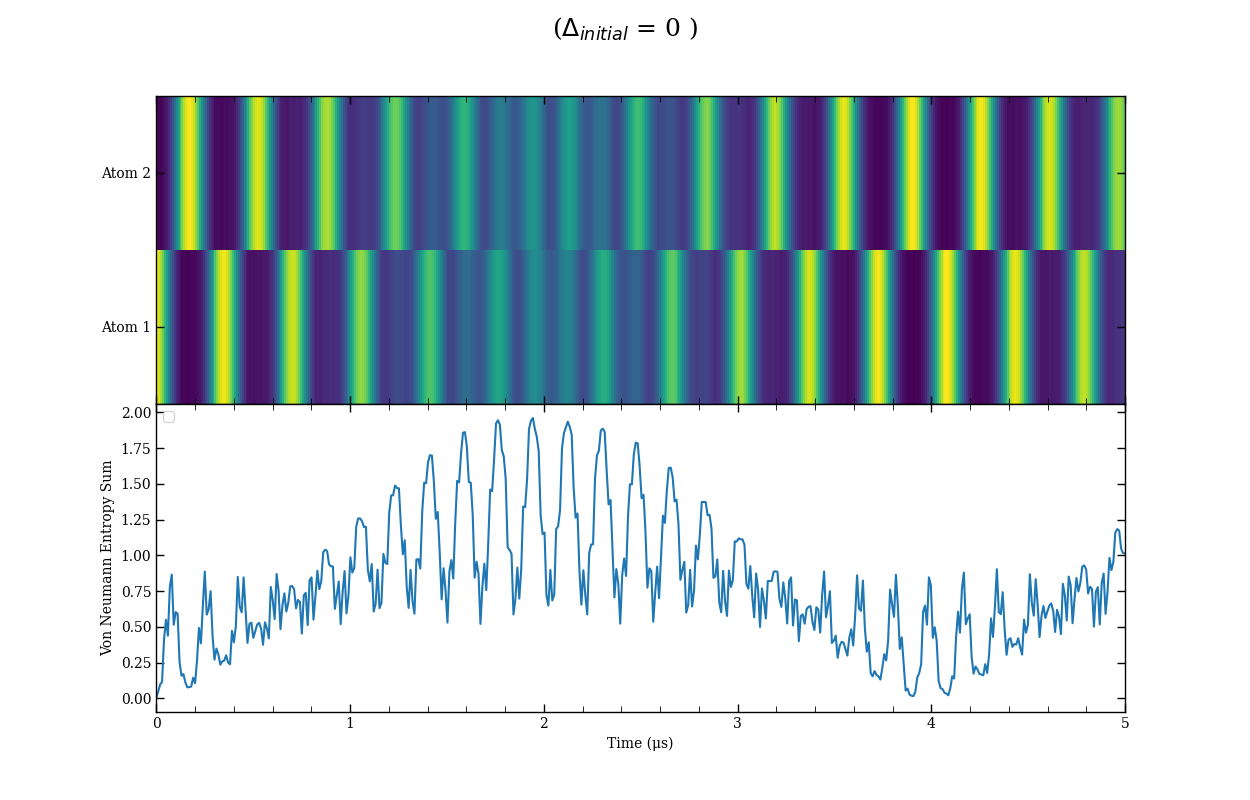 (Δinitial = 0 )
Atom 2
Atom 1
2.00
1.75
1.50
1.25
1.00
0.75
0.50
0.25
0.00
Von Neumann Entropy Sum
0 1 2 3 4 5
Time (μs)